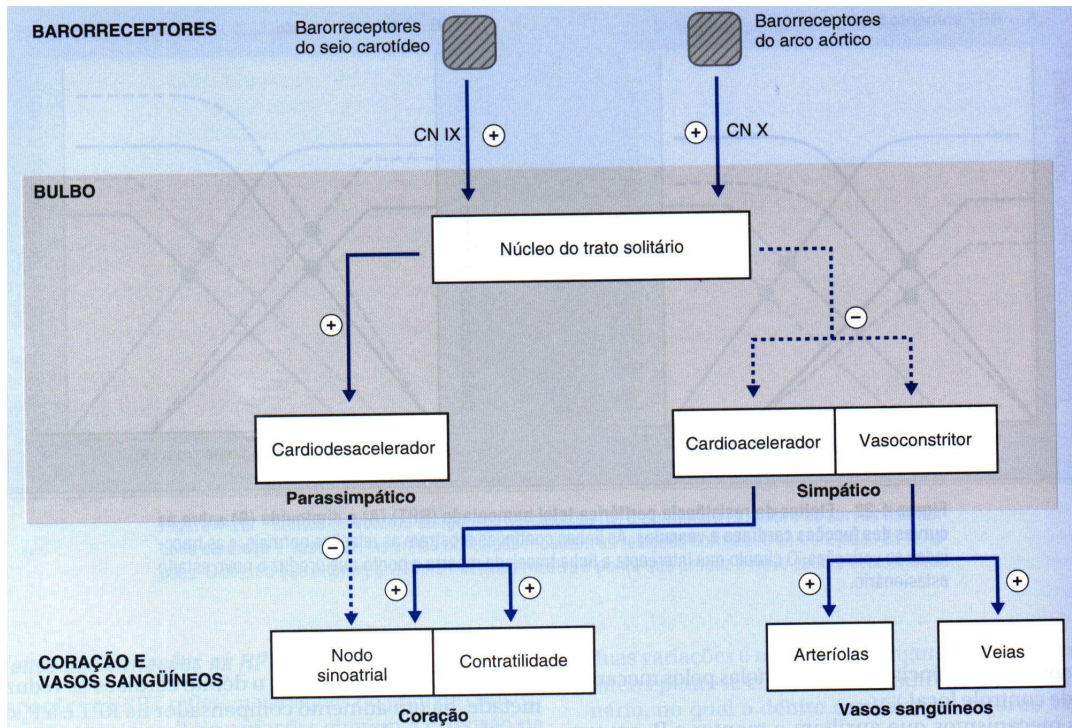 BARORRECEPTORES
Barorreceptores
do seio carotídeo
Barorreceptores
do arco aórtico
CN IX
+
+
CN X
BULBO
Núcleo do trato solitário
+
−
Cardiodesacelerador
Cardioacelerador
Vasoconstritor
Parassimpático
Simpático
−
+
+
+
+
CORAÇÃO E
VASOS SANGÜÍNEOS
Nodo
sinoatrial
Contratilidade
Arteríolas
Veias
Coração
Vasos sangüíneos